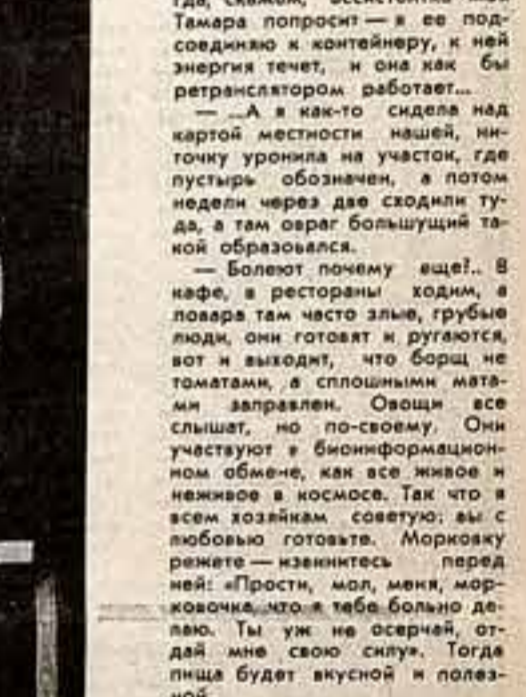 гда, скажем, ассистентка моя
Тамара попросит — я ее под-
соединяю к контейнеру, к ней
энергия течет, и она как бы
ретранслятором работает...
— ...А я как-то сидела над
картой местности нашей, ни-
точку уронила на участок, где
пустырь обозначен, а потом
недели через две сходили ту-
да, а там овраг большущий та-
кой образовался.
— Болеют почему еще?.. В
кафе, в рестораны ходим, а
повара там часто злые, грубые
люди, они готовят и ругаются,
вот и выходит, что борщ не
томатами, а сплошными мата-
ми заправлен. Овощи все
слышат, но по-своему. Они
участвуют в биоинформацион-
ном обмене, как все живое и
неживое в космосе. Так что я
всем хозяйкам советую: вы с
любовью готовьте. Морковку
режете — извинитесь перед
ней: «Прости, мол, меня, мор-
ковочка, что я тебе больно де-
лаю. Ты уж не осерчай, от-
дай мне свою силу». Тогда
пища будет вкусной и полез-
ной.